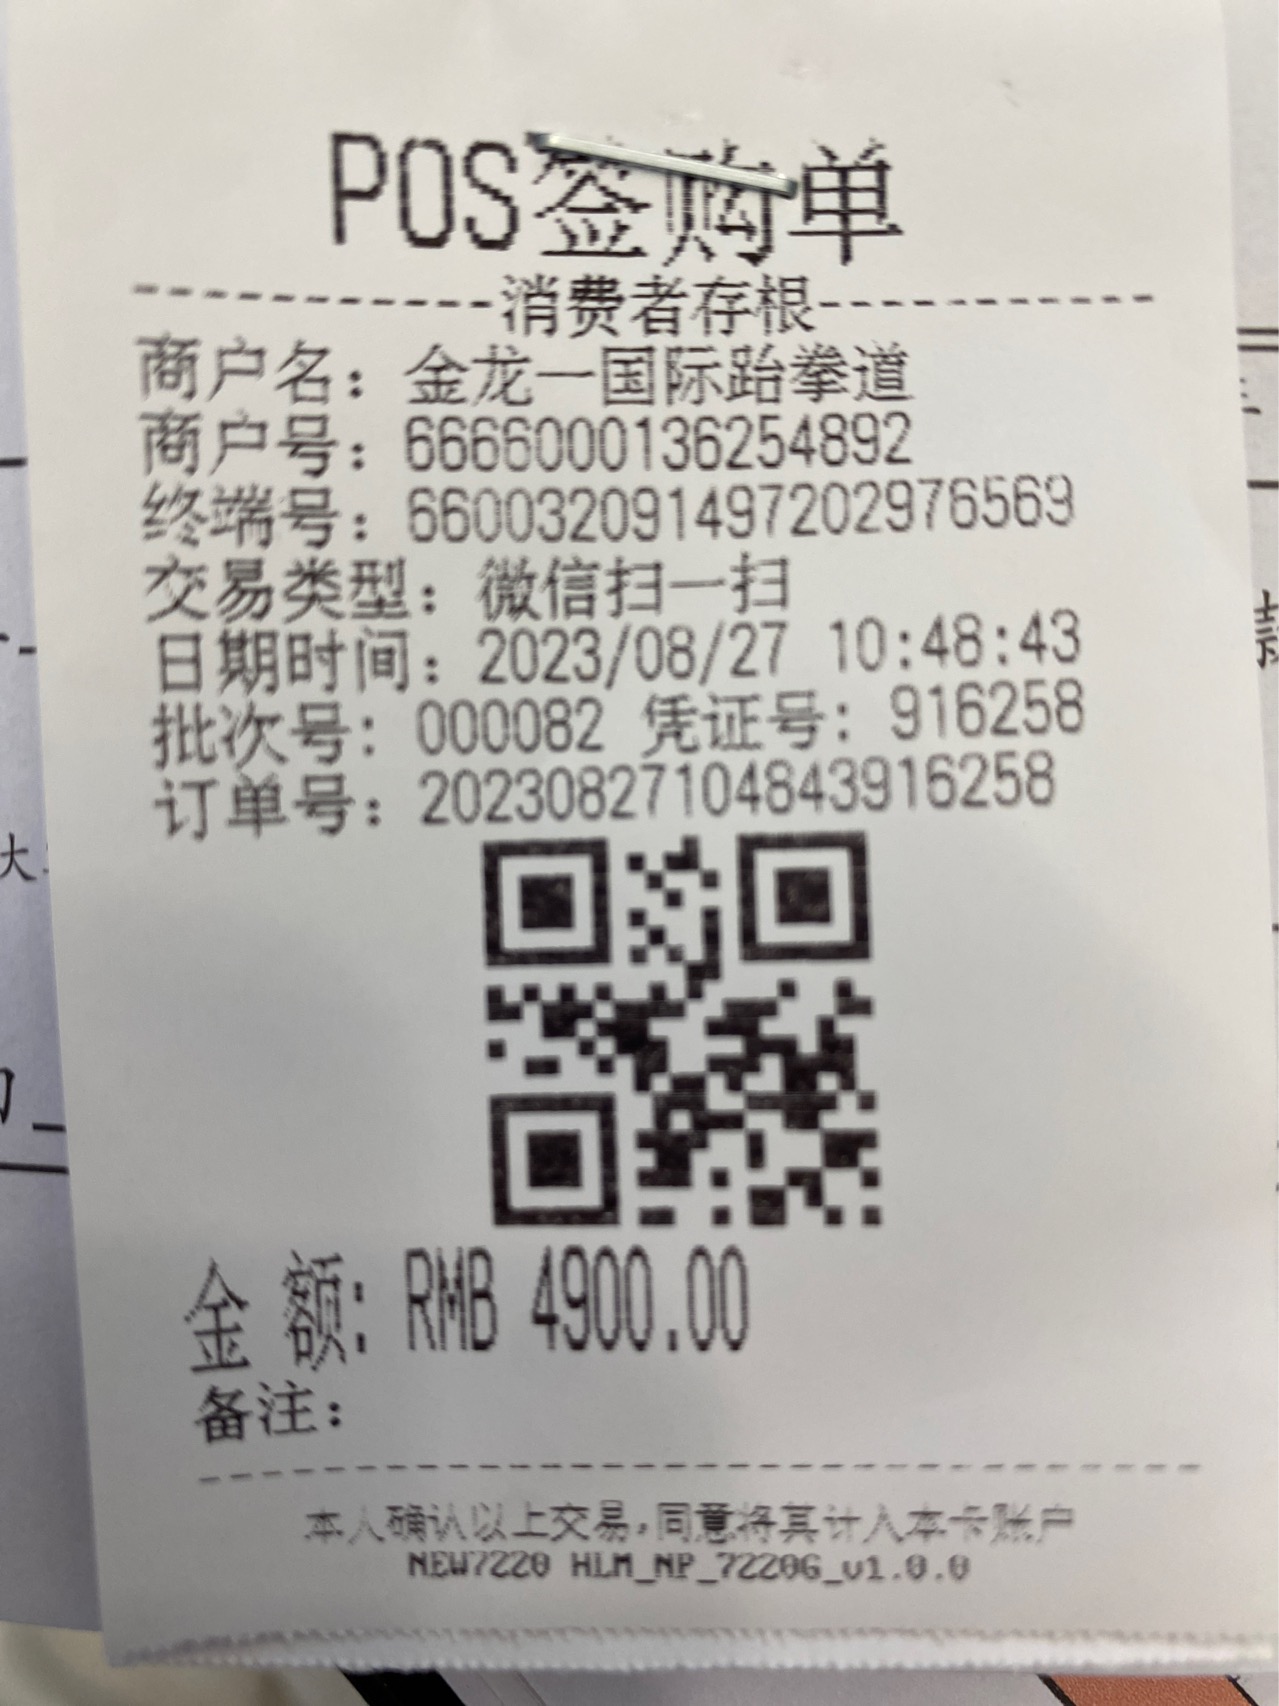 POS签购单
消费者存根
商户名：金龙一国际跆拳道
商户号：6666000136254892
终端号：660032091497202976569
交易类型：微信扫一扫
日期时间：2023/08/27 10:48:43
批次号：000082 凭证号：916258
订单号：20230827104843916258
金 额：RMB 4900.00
备注：
本人确认以上交易，同意将其计入本卡账户
NEW7220 HLM_NP_7220G_v1.0.0
大